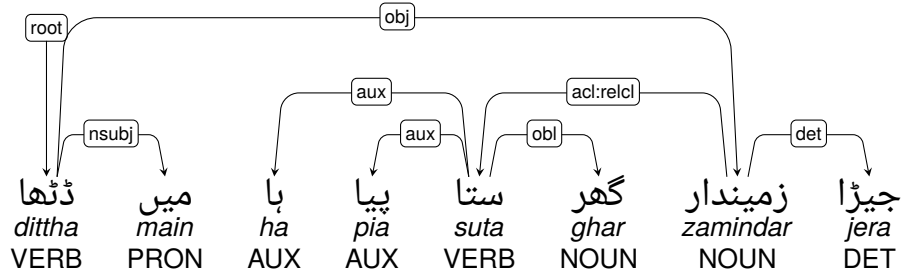 obj
root
aux acl:relcl
nsubj aux obl det
جیڑا زمیندار گھر ستا پیا ہا میں ڈٹھا
dittha main ha pia suta ghar zamindar jera
VERB PRON AUX AUX VERB NOUN NOUN DET